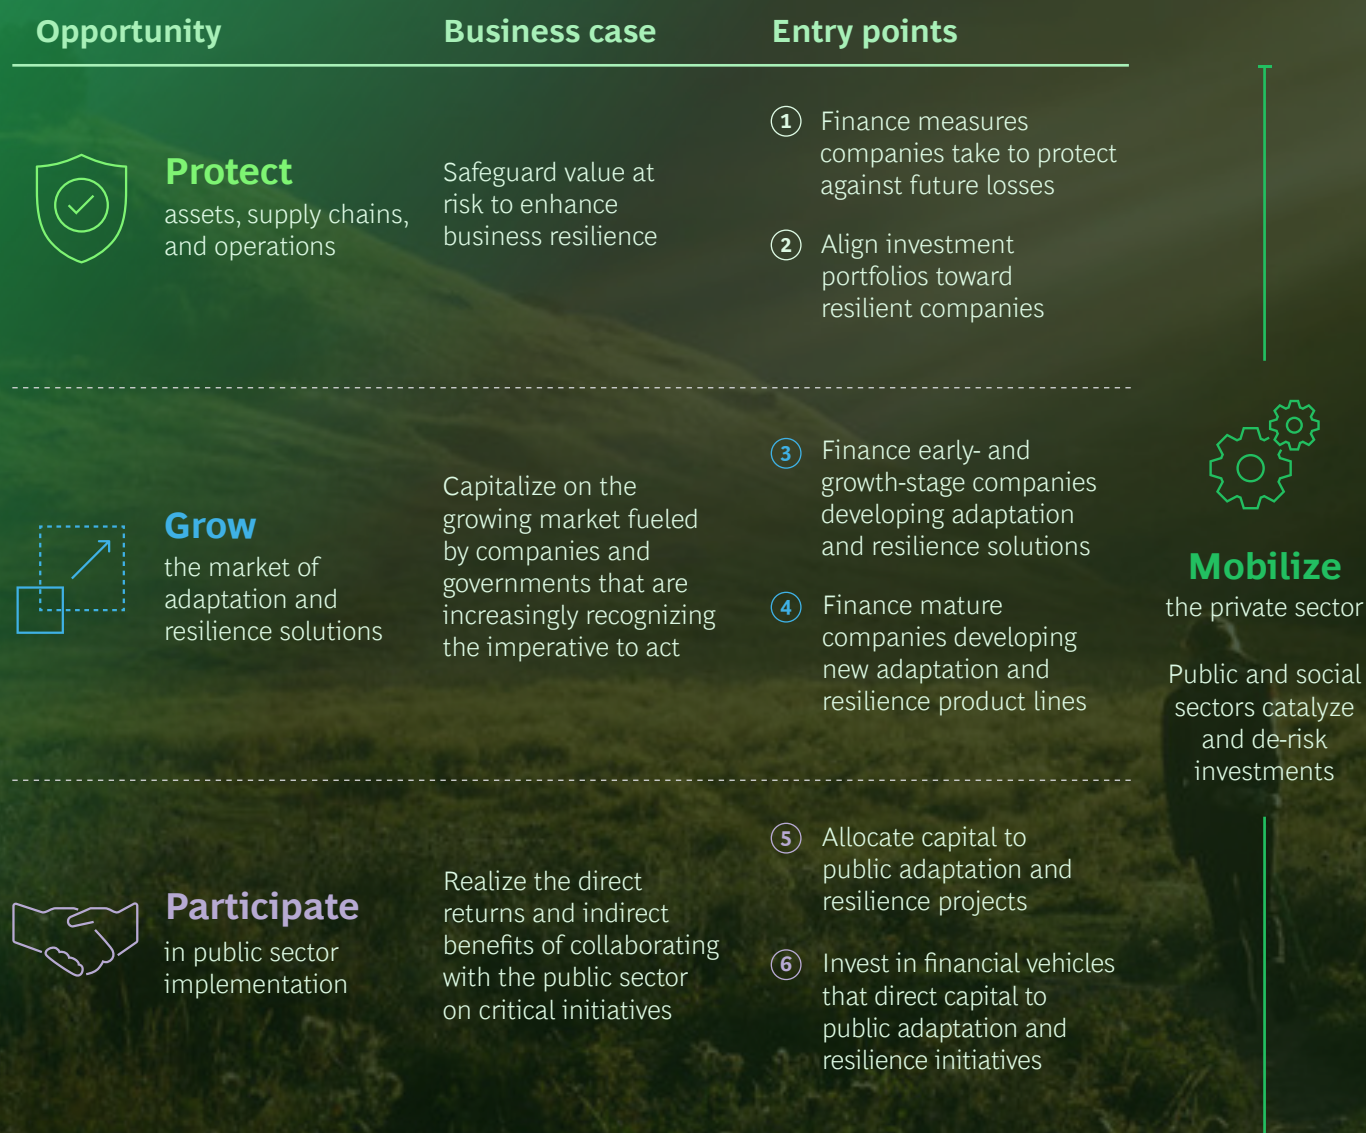 Opportunity
Business case
Entry points
Protect
assets, supply chains,
and operations
Safeguard value at
risk to enhance
business resilience
1 Finance measures
companies take to protect
against future losses
2 Align investment
portfolios toward
resilient companies
Grow
the market of
adaptation and
resilience solutions
Capitalize on the
growing market fueled
by companies and
governments that are
increasingly recognizing
the imperative to act
3 Finance early- and
growth-stage companies
developing adaptation
and resilience solutions
4 Finance mature
companies developing
new adaptation and
resilience product lines
Participate
in public sector
implementation
Realize the direct
returns and indirect
benefits of collaborating
with the public sector
on critical initiatives
5 Allocate capital to
public adaptation and
resilience projects
6 Invest in financial vehicles
that direct capital to
public adaptation and
resilience initiatives
Mobilize
the private sector
Public and social
sectors catalyze
and de-risk
investments